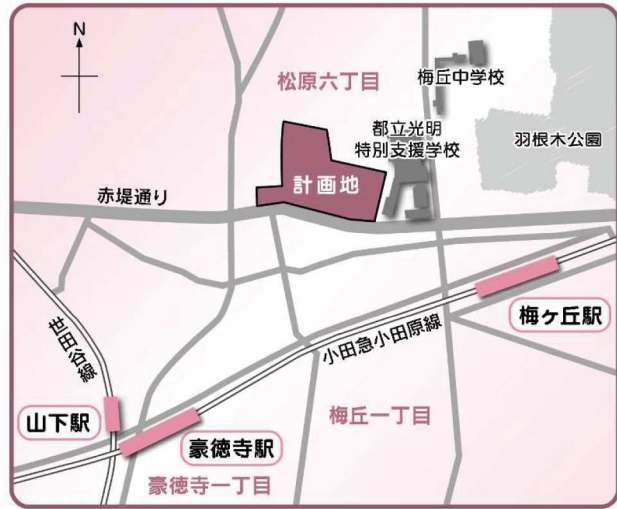 N
松原六丁目
梅丘中学校
都立光明
特別支援学校
羽根木公園
計画地
赤堤通り
世田谷線
小田急小田原線
梅ヶ丘駅
山下駅
豪徳寺駅
梅丘一丁目
豪徳寺一丁目